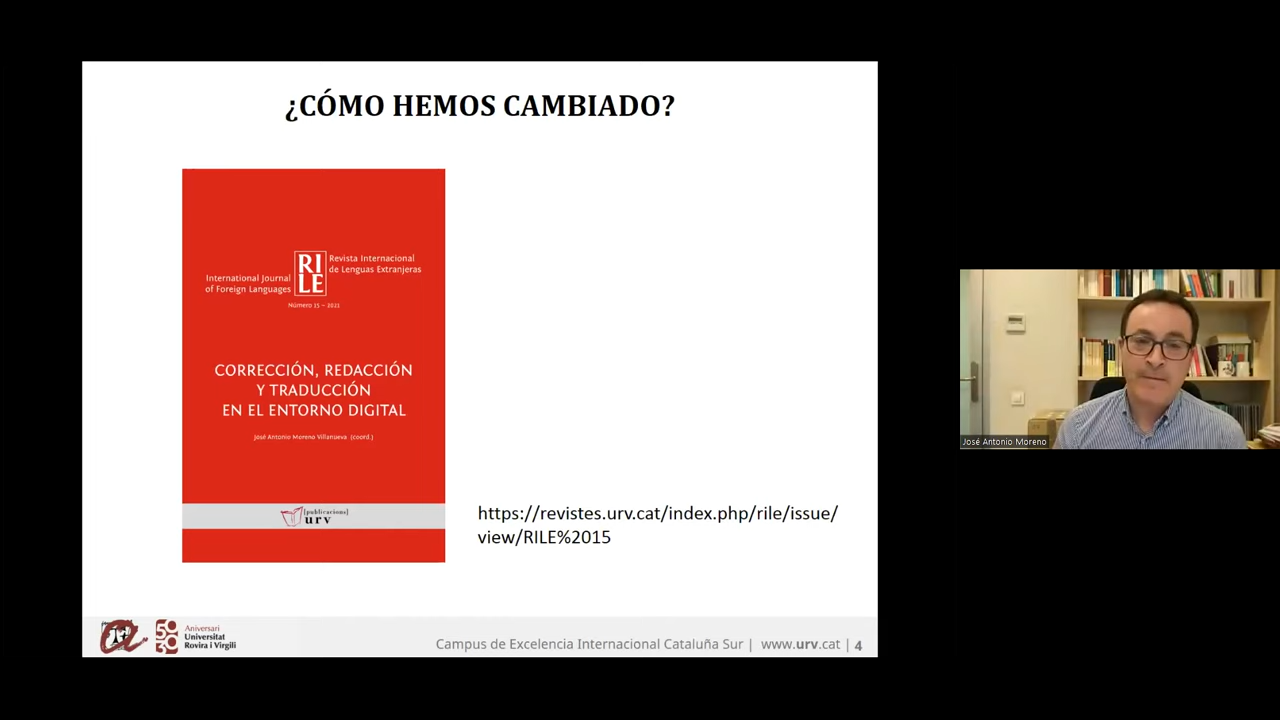 ¿CÓMO HEMOS CAMBIADO?
International Journal
of Foreign Languages
RI
LE
Revista Internacional
de Lenguas Extranjeras
Número 15 – 2021
CORRECCIÓN, REDACCIÓN
Y TRADUCCIÓN
EN EL ENTORNO DIGITAL
José Antonio Moreno Villanueva (coord.)
[publicacions]
urv
https://revistes.urv.cat/index.php/rile/issue/
view/RILE%2015
50
30
Aniversari
Universitat
Rovira i Virgili
Campus de Excelencia Internacional Cataluña Sur | www.urv.cat | 4
José Antonio Moreno